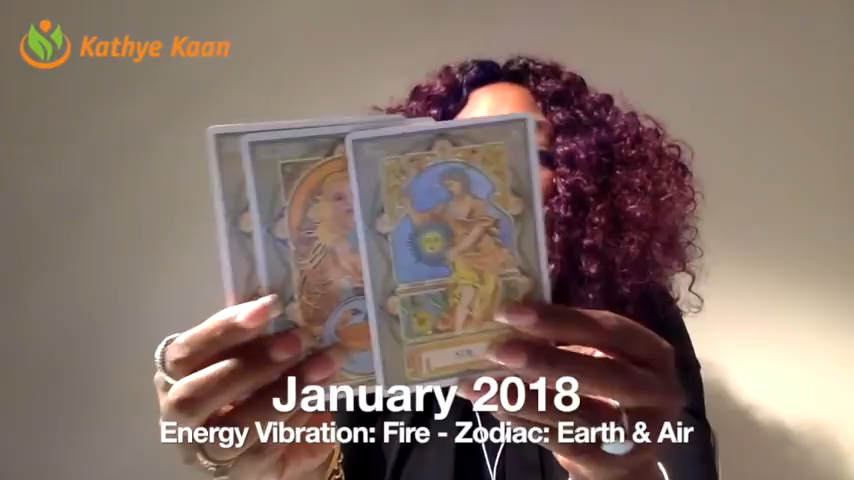 Kathye Kaan
January 2018
Energy Vibration: Fire - Zodiac: Earth & Air